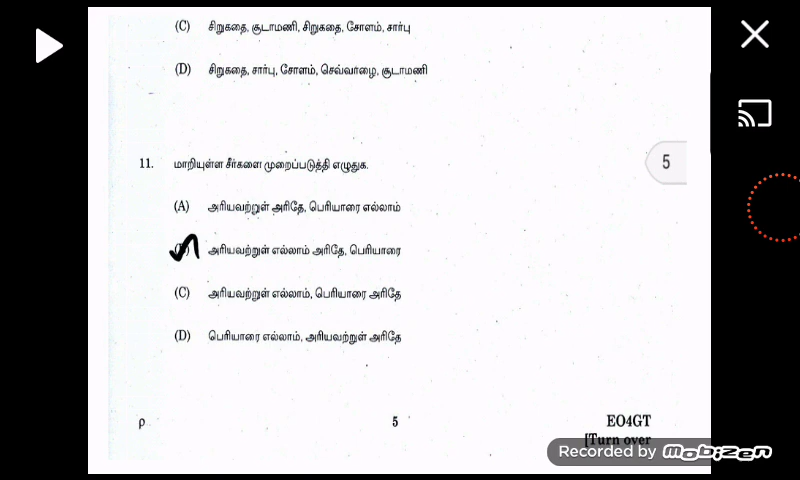 (C) சிறுகதை, சூடாமணி, சிறுகதை, சோளம், சார்பு
(D) சிறுகதை, சார்பு, சோளம், செவ்வாழை, சூடாமணி
11. மாறியுள்ள சீர்களை முறைப்படுத்தி எழுதுக.
5
(A) அரியவற்றுள் அரிதே, பெரியாரை எல்லாம்
அரியவற்றுள் எல்லாம் அரிதே, பெரியாரை
(C) அரியவற்றுள் எல்லாம், பெரியாரை அரிதே
(D) பெரியாரை எல்லாம், அரியவற்றுள் அரிதே
ρ 5 EO4GT
[Turn over
Recorded by mobizen